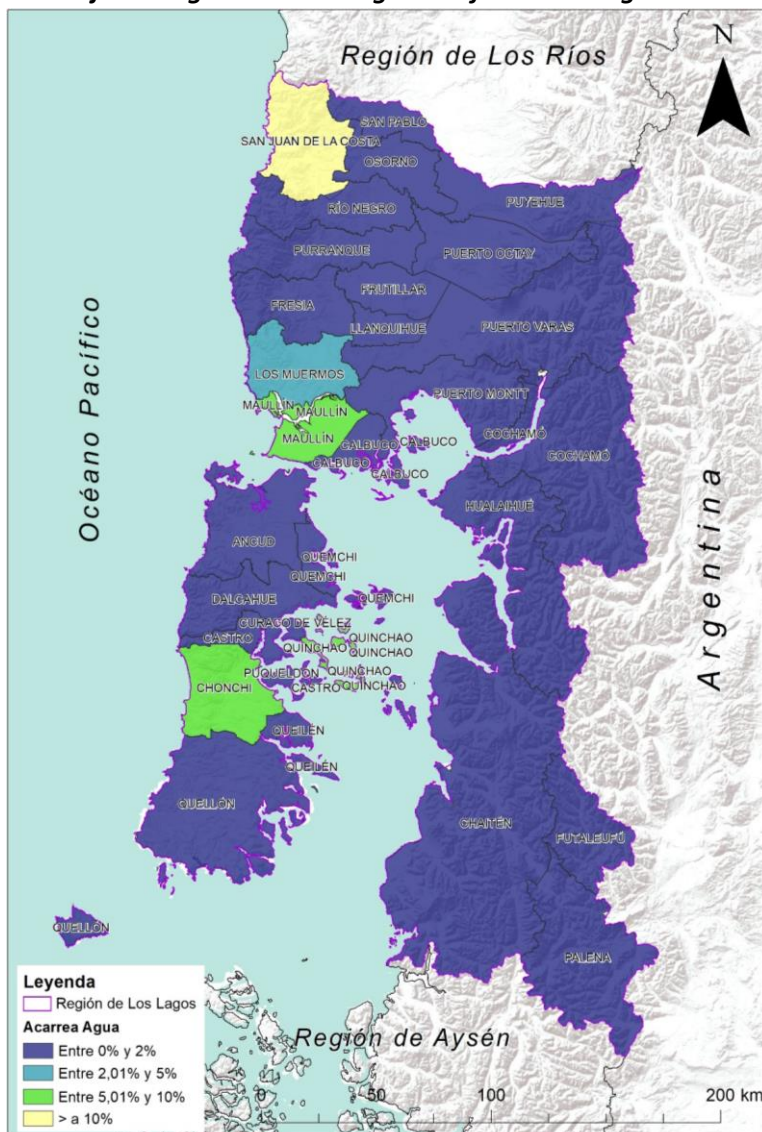 Región de Los Ríos
N
SAN PABLO
SAN JUAN DE LA COSTA
OSORNO
PUYEHUE
RÍO NEGRO
PURRANQUE
PUERTO OCTAY
FRUTILLAR
FRESIA
LLANQUIHUE
PUERTO VARAS
LOS MUERMOS
PUERTO MONTT
MAULLÍN
MAULLÍN
MAULLÍN
COCHAMÓ
COCHAMÓ
CALBUCO
CALBUCO
CALBUCO
CALBUCO
Océano Pacífico
Argentina
HUALAIHUÉ
ANCUD
QUEMCHI
QUEMCHI
QUEMCHI
DALCAHUE
CURACO DE VÉLEZ
CASTRO
QUINCHAO
QUINCHAO
QUINCHAO
QUINCHAO
QUINCHAO
PUQUELDON
CASTRO
CHONCHI
QUEILÉN
QUEILÉN
QUELLÓN
CHAITÉN
FUTALEUFÚ
QUELLÓN
PALENA
Leyenda
Región de Los Lagos
Acarrea Agua
Entre 0% y 2%
Entre 2,01% y 5%
Entre 5,01% y 10%
> a 10%
Región de Aysén
0 50 100 200 km